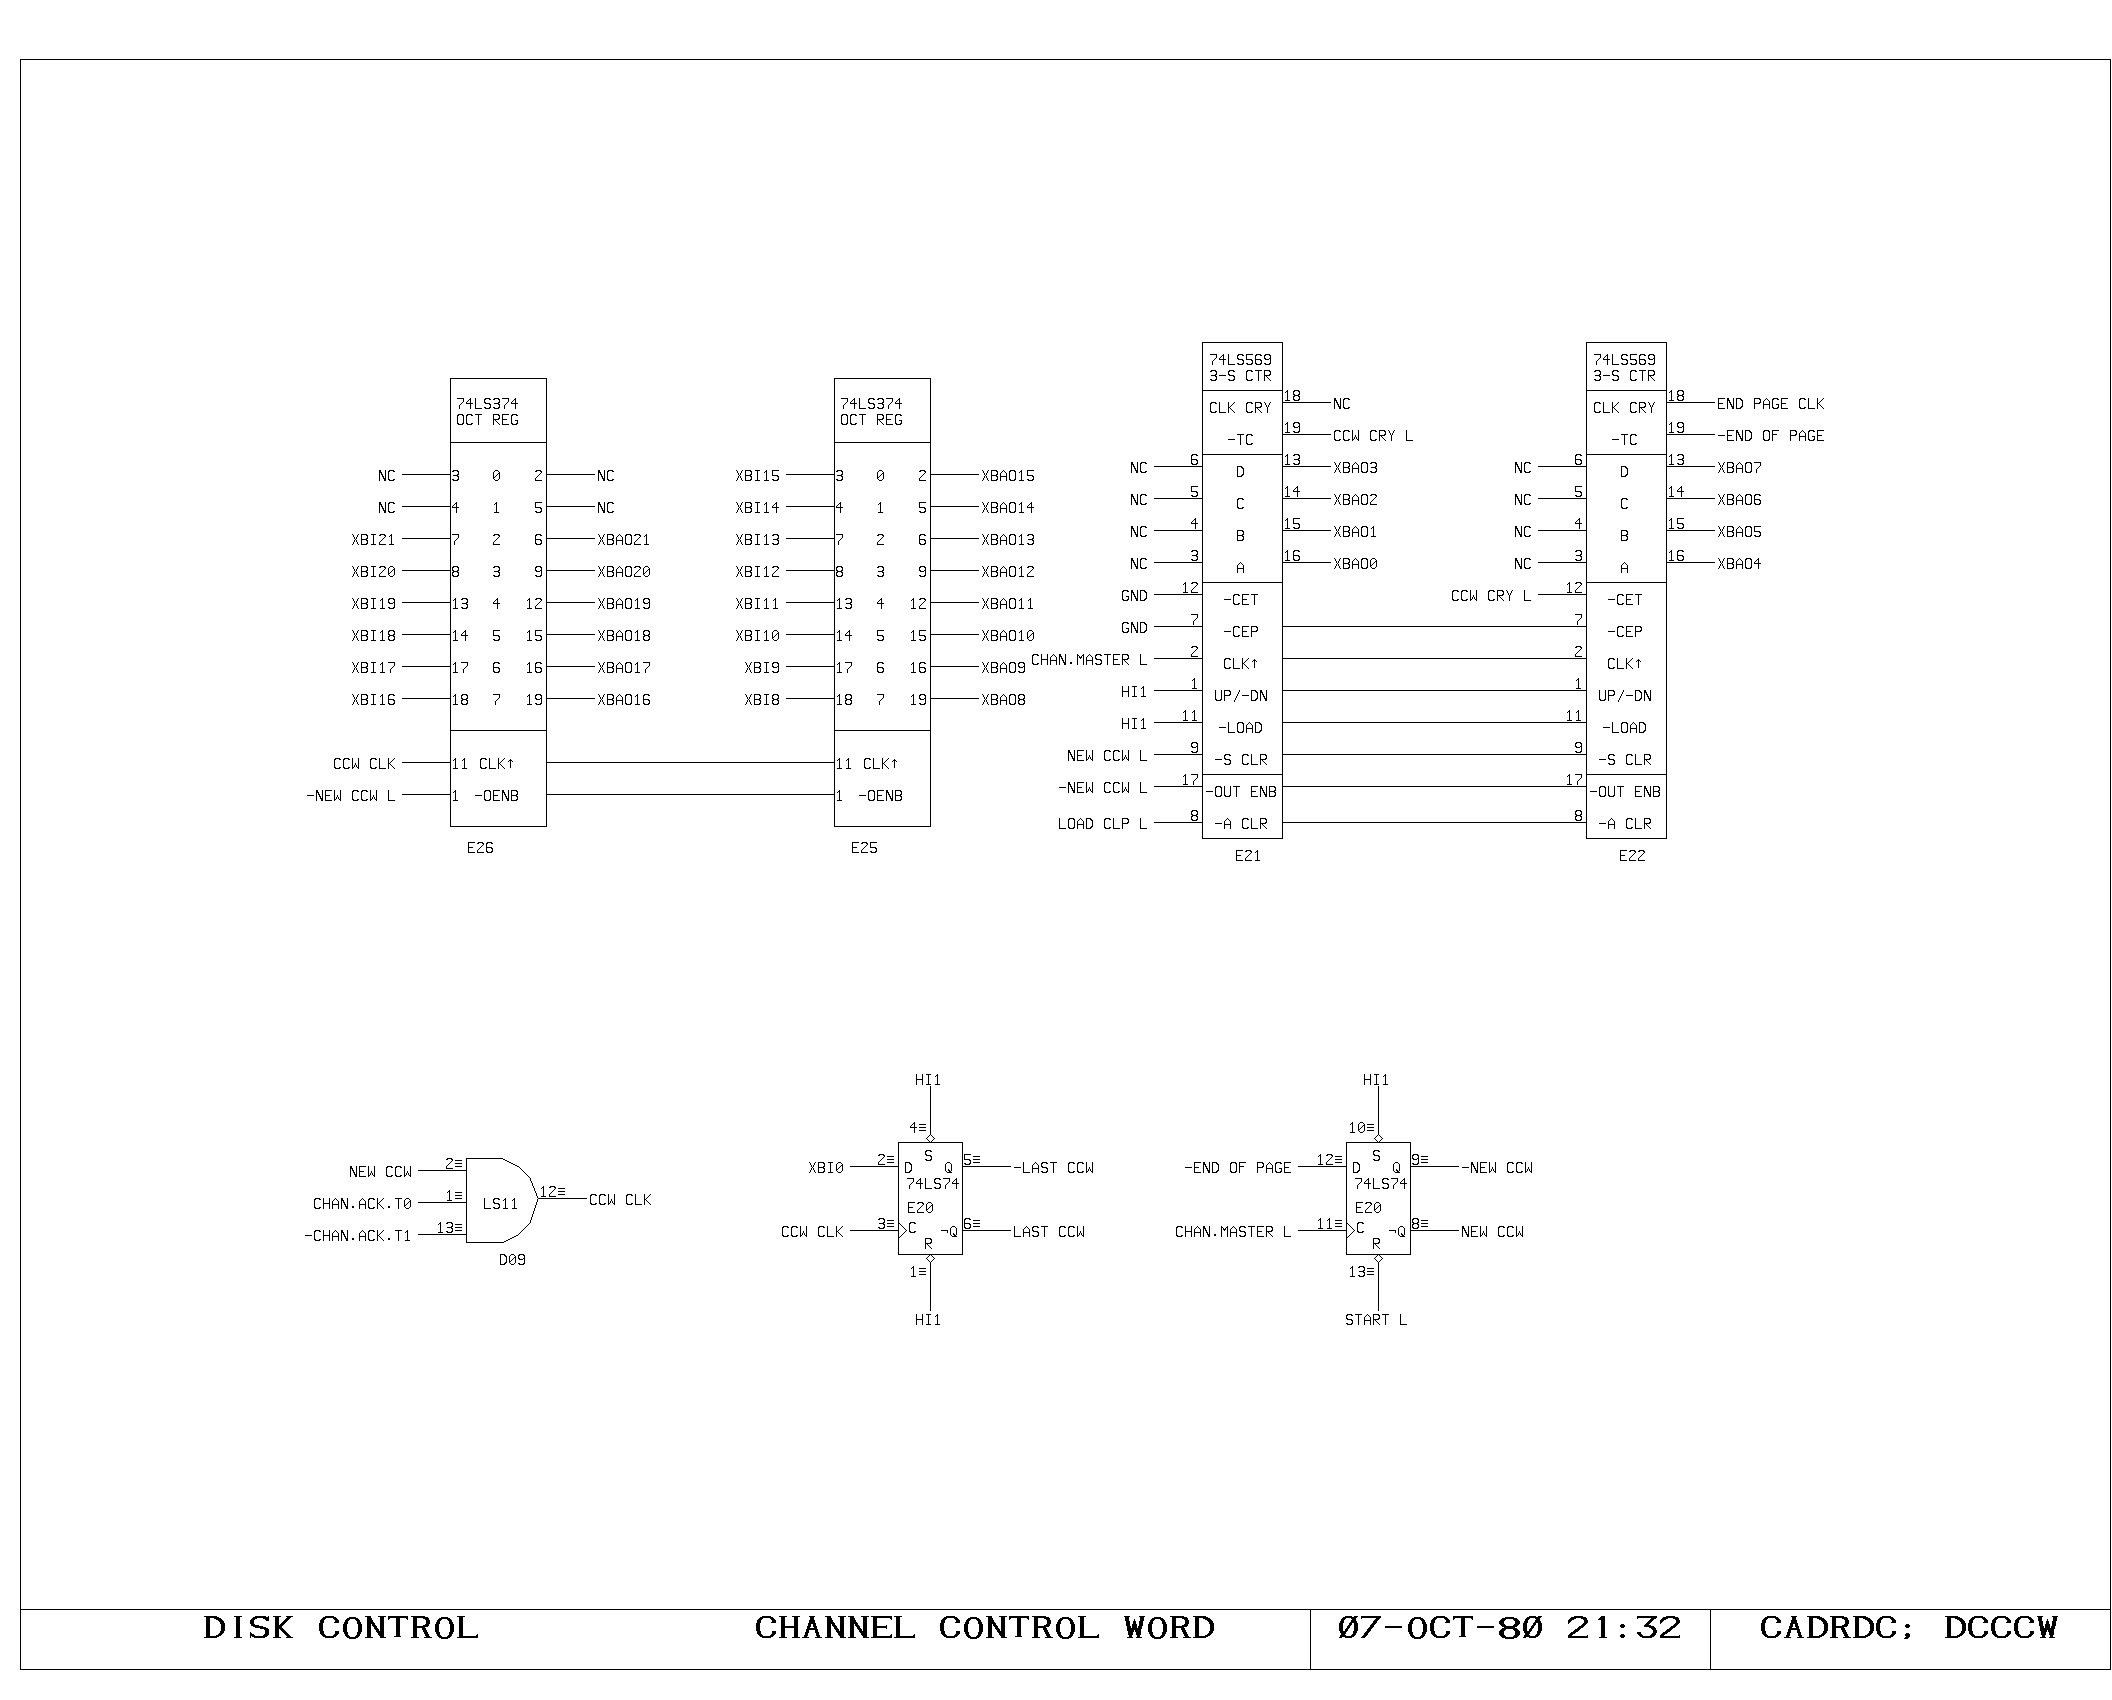 74LS374
OCT REG
NC 3 0 2 NC
NC 4 1 5 NC
XBI21 7 2 6 XBAO21
XBI20 8 3 9 XBAO20
XBI19 13 4 12 XBAO19
XBI18 14 5 15 XBAO18
XBI17 17 6 16 XBAO17
XBI16 18 7 19 XBAO16
CCW CLK 11 CLK↑
-NEW CCW L 1 -OENB
E26
74LS374
OCT REG
XBI15 3 0 2 XBAO15
XBI14 4 1 5 XBAO14
XBI13 7 2 6 XBAO13
XBI12 8 3 9 XBAO12
XBI11 13 4 12 XBAO11
XBI10 14 5 15 XBAO10
XBI9 17 6 16 XBAO9
XBI8 18 7 19 XBAO8
11 CLK↑
1 -OENB
E25
74LS569
3-S CTR
CLK CRY 18 NC
-TC 19 CCW CRY L
NC 6 D 13 XBAO3
NC 5 C 14 XBAO2
NC 4 B 15 XBAO1
NC 3 A 16 XBAO0
GND 12 -CET
GND 7 -CEP
CHAN.MASTER L 2 CLK↑
HI1 1 UP/-DN
HI1 11 -LOAD
NEW CCW L 9 -S CLR
-NEW CCW L 17 -OUT ENB
LOAD CLP L 8 -A CLR
E21
74LS569
3-S CTR
CLK CRY 18 END PAGE CLK
-TC 19 -END OF PAGE
NC 6 D 13 XBAO7
NC 5 C 14 XBAO6
NC 4 B 15 XBAO5
NC 3 A 16 XBAO4
CCW CRY L 12 -CET
7 -CEP
2 CLK↑
1 UP/-DN
11 -LOAD
9 -S CLR
17 -OUT ENB
8 -A CLR
E22
NEW CCW 2≡
CHAN.ACK.T0 1≡ LS11 12≡ CCW CLK
-CHAN.ACK.T1 13≡
D09
HI1
4≡
S
XBI0 2≡ D Q 5≡ -LAST CCW
74LS74
E20
CCW CLK 3≡ C ¬Q 6≡ LAST CCW
R
1≡
HI1
HI1
10≡
S
-END OF PAGE 12≡ D Q 9≡ -NEW CCW
74LS74
E20
CHAN.MASTER L 11≡ C ¬Q 8≡ NEW CCW
R
13≡
START L
DISK CONTROL CHANNEL CONTROL WORD 07-OCT-80 21:32 CADRDC; DCCCW